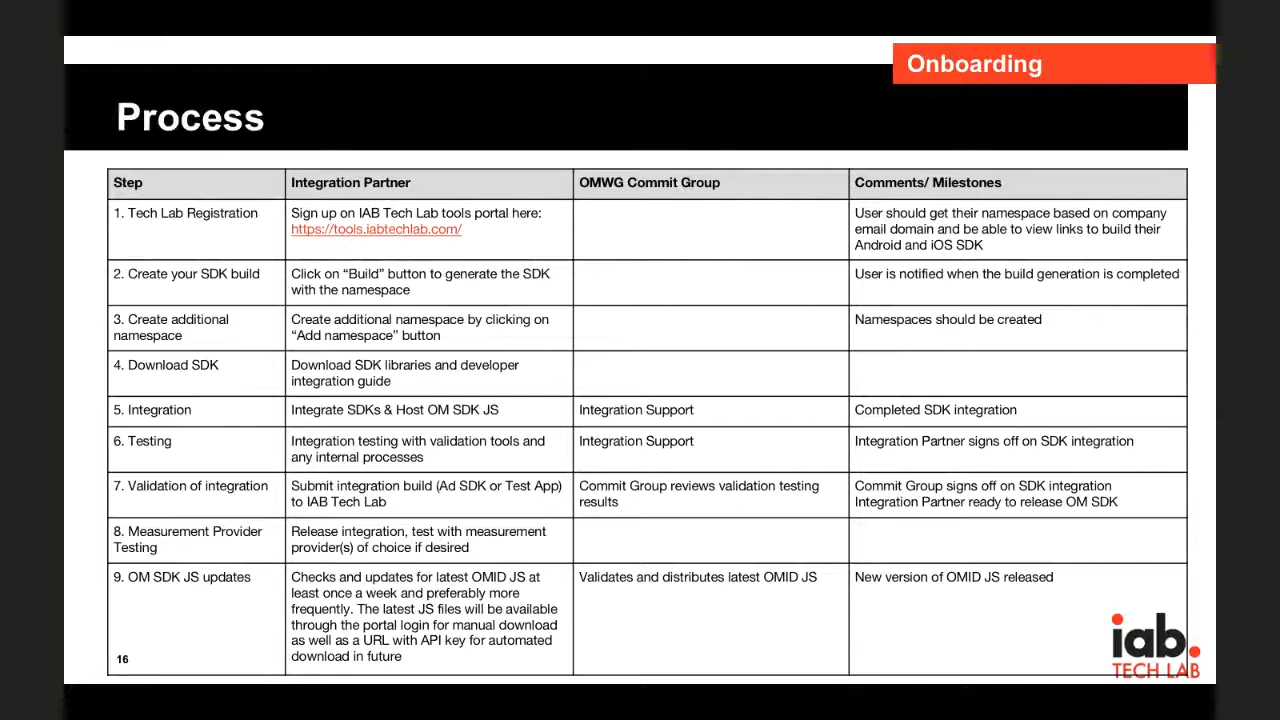 Onboarding
Process
Step
Integration Partner
OMWG Commit Group
Comments/ Milestones
1. Tech Lab Registration
Sign up on IAB Tech Lab tools portal here:
https://tools.iabtechlab.com/
User should get their namespace based on company
email domain and be able to view links to build their
Android and iOS SDK
2. Create your SDK build
Click on “Build” button to generate the SDK
with the namespace
User is notified when the build generation is completed
3. Create additional
namespace
Create additional namespace by clicking on
“Add namespace” button
Namespaces should be created
4. Download SDK
Download SDK libraries and developer
integration guide
5. Integration
Integrate SDKs & Host OM SDK JS
Integration Support
Completed SDK integration
6. Testing
Integration testing with validation tools and
any internal processes
Integration Support
Integration Partner signs off on SDK integration
7. Validation of integration
Submit integration build (Ad SDK or Test App)
to IAB Tech Lab
Commit Group reviews validation testing
results
Commit Group signs off on SDK integration
Integration Partner ready to release OM SDK
8. Measurement Provider
Testing
Release integration, test with measurement
provider(s) of choice if desired
9. OM SDK JS updates
Checks and updates for latest OMID JS at
least once a week and preferably more
frequently. The latest JS files will be available
through the portal login for manual download
as well as a URL with API key for automated
download in future
Validates and distributes latest OMID JS
New version of OMID JS released
16
iab.
TECH LAB